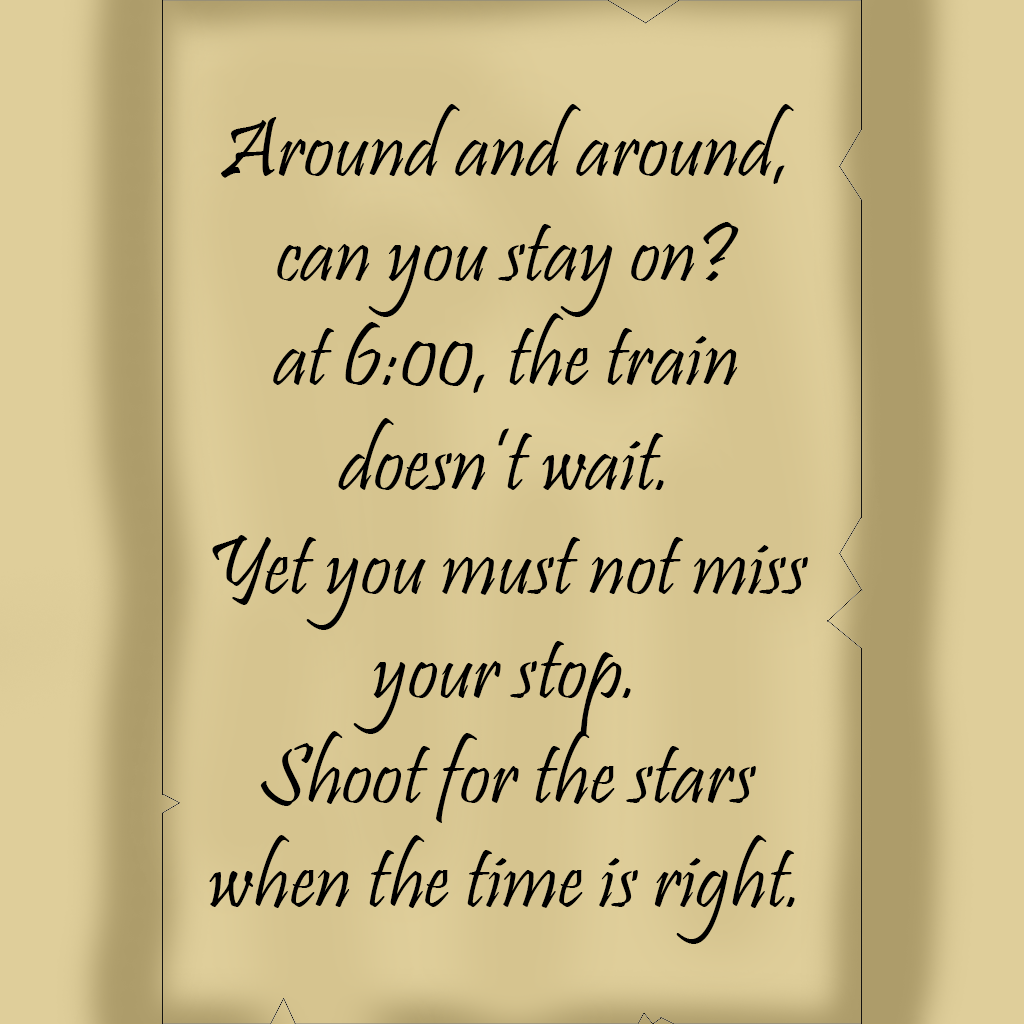 Around and around,
can you stay on?
at 6:00, the train
doesn't wait.
Yet you must not miss
your stop.
Shoot for the stars
when the time is right.